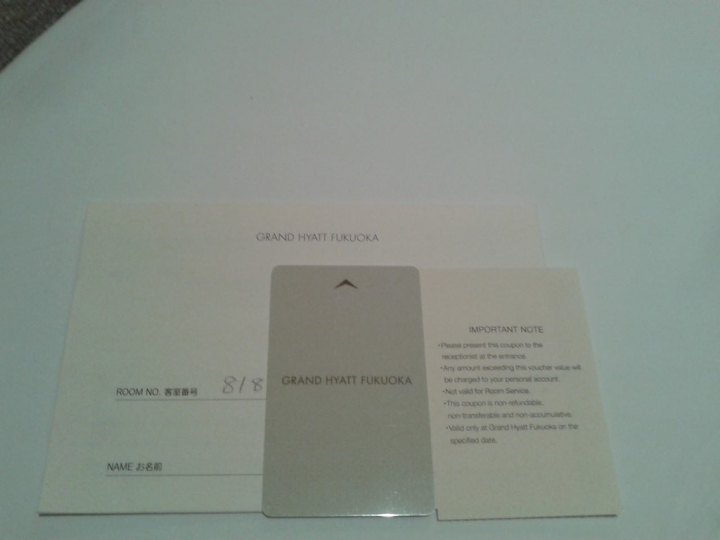 GRAND HYATT FUKUOKA
ROOM NO. 客室番号 818
NAME お名前
GRAND HYATT FUKUOKA
IMPORTANT NOTE
・Please present this coupon to the
receptionist at the entrance.
・Any amount exceeding this voucher value will
be charged to your personal account.
・Not valid for Room Service.
・This coupon is non-refundable,
non-transferable and non-accumulative.
・Valid only at Grand Hyatt Fukuoka on the
specified date.